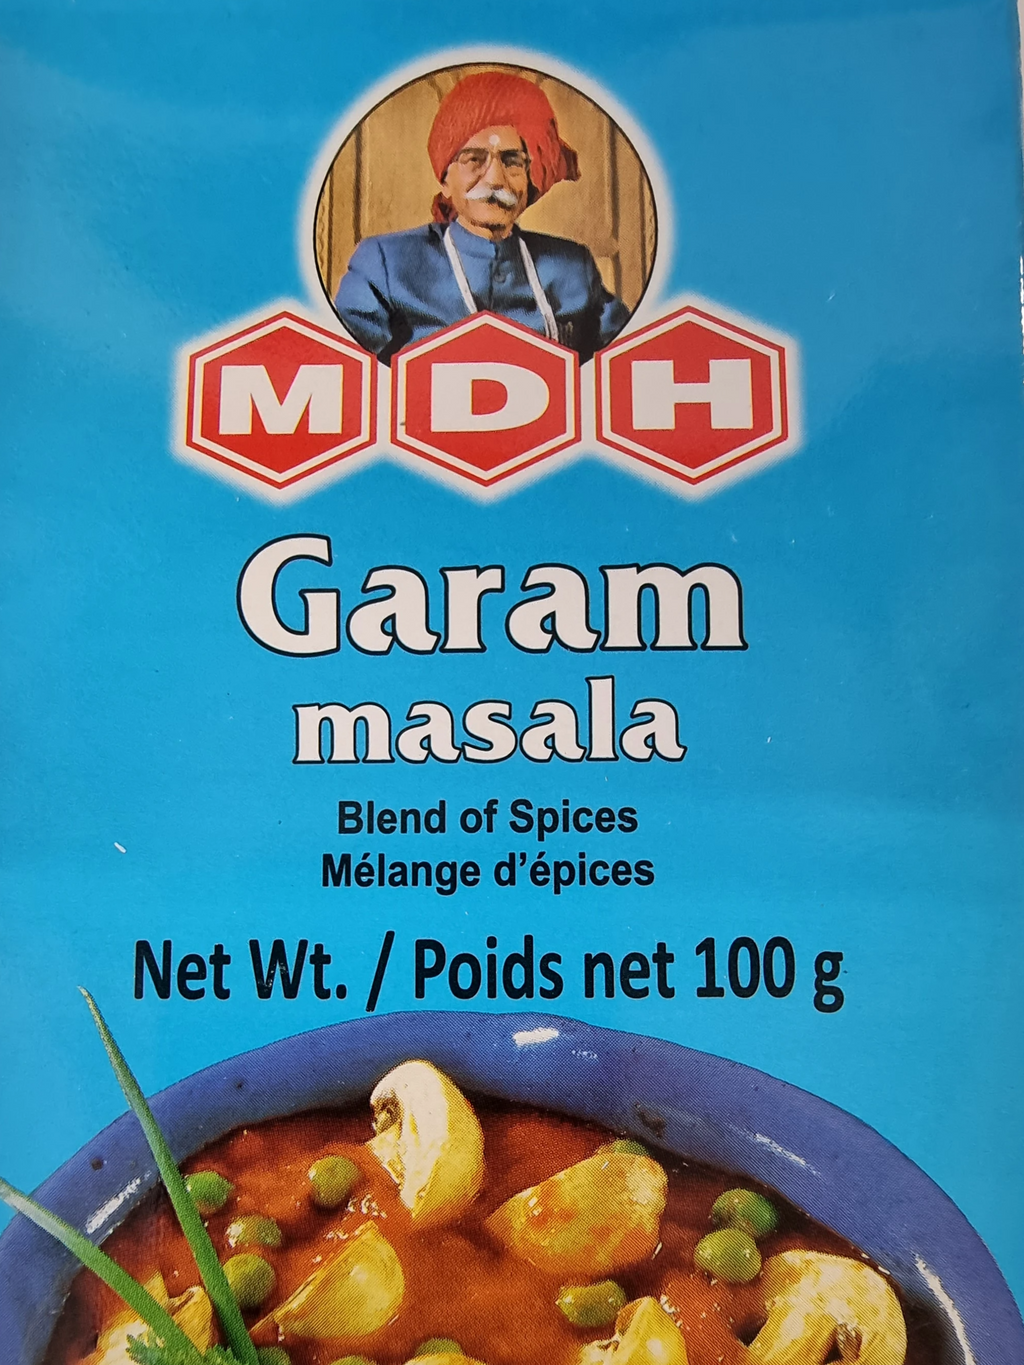 MDH
Garam
masala
Blend of Spices
Mélange d'épices
Net Wt. / Poids net 100 g